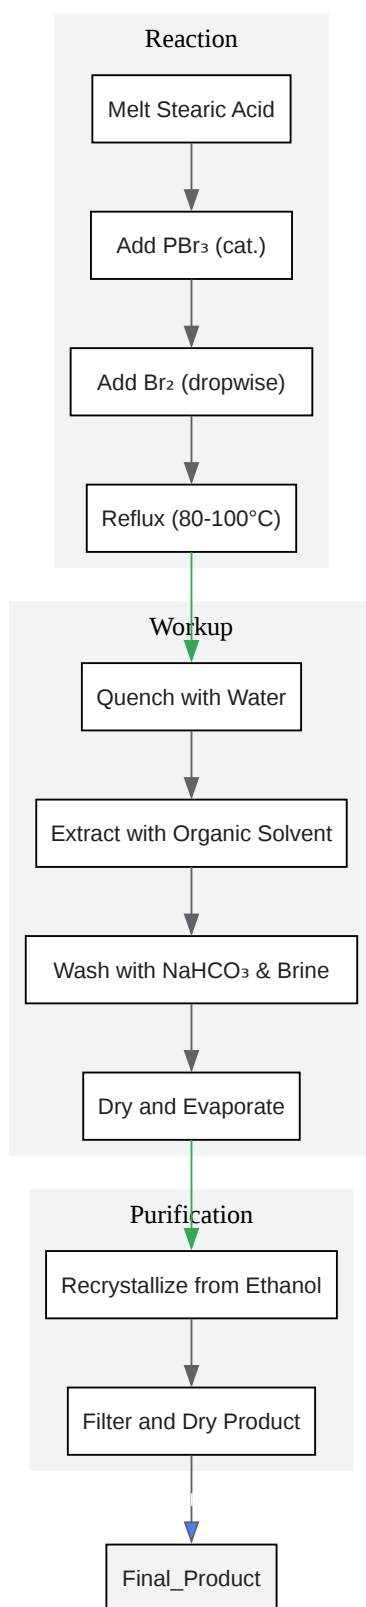 Reaction
Melt Stearic Acid
Add PBr₃ (cat.)
Add Br₂ (dropwise)
Reflux (80-100°C)
Workup
Quench with Water
Extract with Organic Solvent
Wash with NaHCO₃ & Brine
Dry and Evaporate
Purification
Recrystallize from Ethanol
Filter and Dry Product
Final_Product